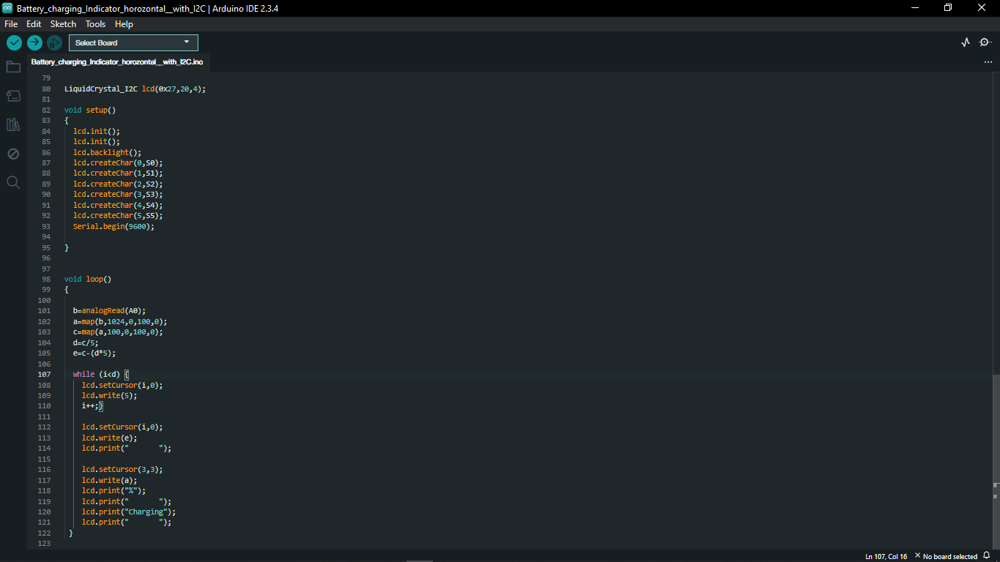 Battery_charging_Indicator_horozontal__with_I2C | Arduino IDE 2.3.4
File Edit Sketch Tools Help
Select Board
Battery_charging_Indicator_horozontal__with_I2C.ino
79
80 LiquidCrystal_I2C lcd(0x27,20,4);
81
82 void setup()
83 {
84 lcd.init();
85 lcd.init();
86 lcd.backlight();
87 lcd.createChar(0,S0);
88 lcd.createChar(1,S1);
89 lcd.createChar(2,S2);
90 lcd.createChar(3,S3);
91 lcd.createChar(4,S4);
92 lcd.createChar(5,S5);
93 Serial.begin(9600);
94
95 }
96
97
98 void loop()
99 {
100
101 b=analogRead(A0);
102 a=map(b,1024,0,100,0);
103 c=map(a,100,0,100,0);
104 d=c/5;
105 e=c-(d*5);
106
107 while (i<d) {
108 lcd.setCursor(i,0);
109 lcd.write(5);
110 i++;}
111
112 lcd.setCursor(i,0);
113 lcd.write(e);
114 lcd.print("       ");
115
116 lcd.setCursor(3,3);
117 lcd.write(a);
118 lcd.print("%");
119 lcd.print("       ");
120 lcd.print("Charging");
121 lcd.print("       ");
122 }
123
Ln 107, Col 16 × No board selected